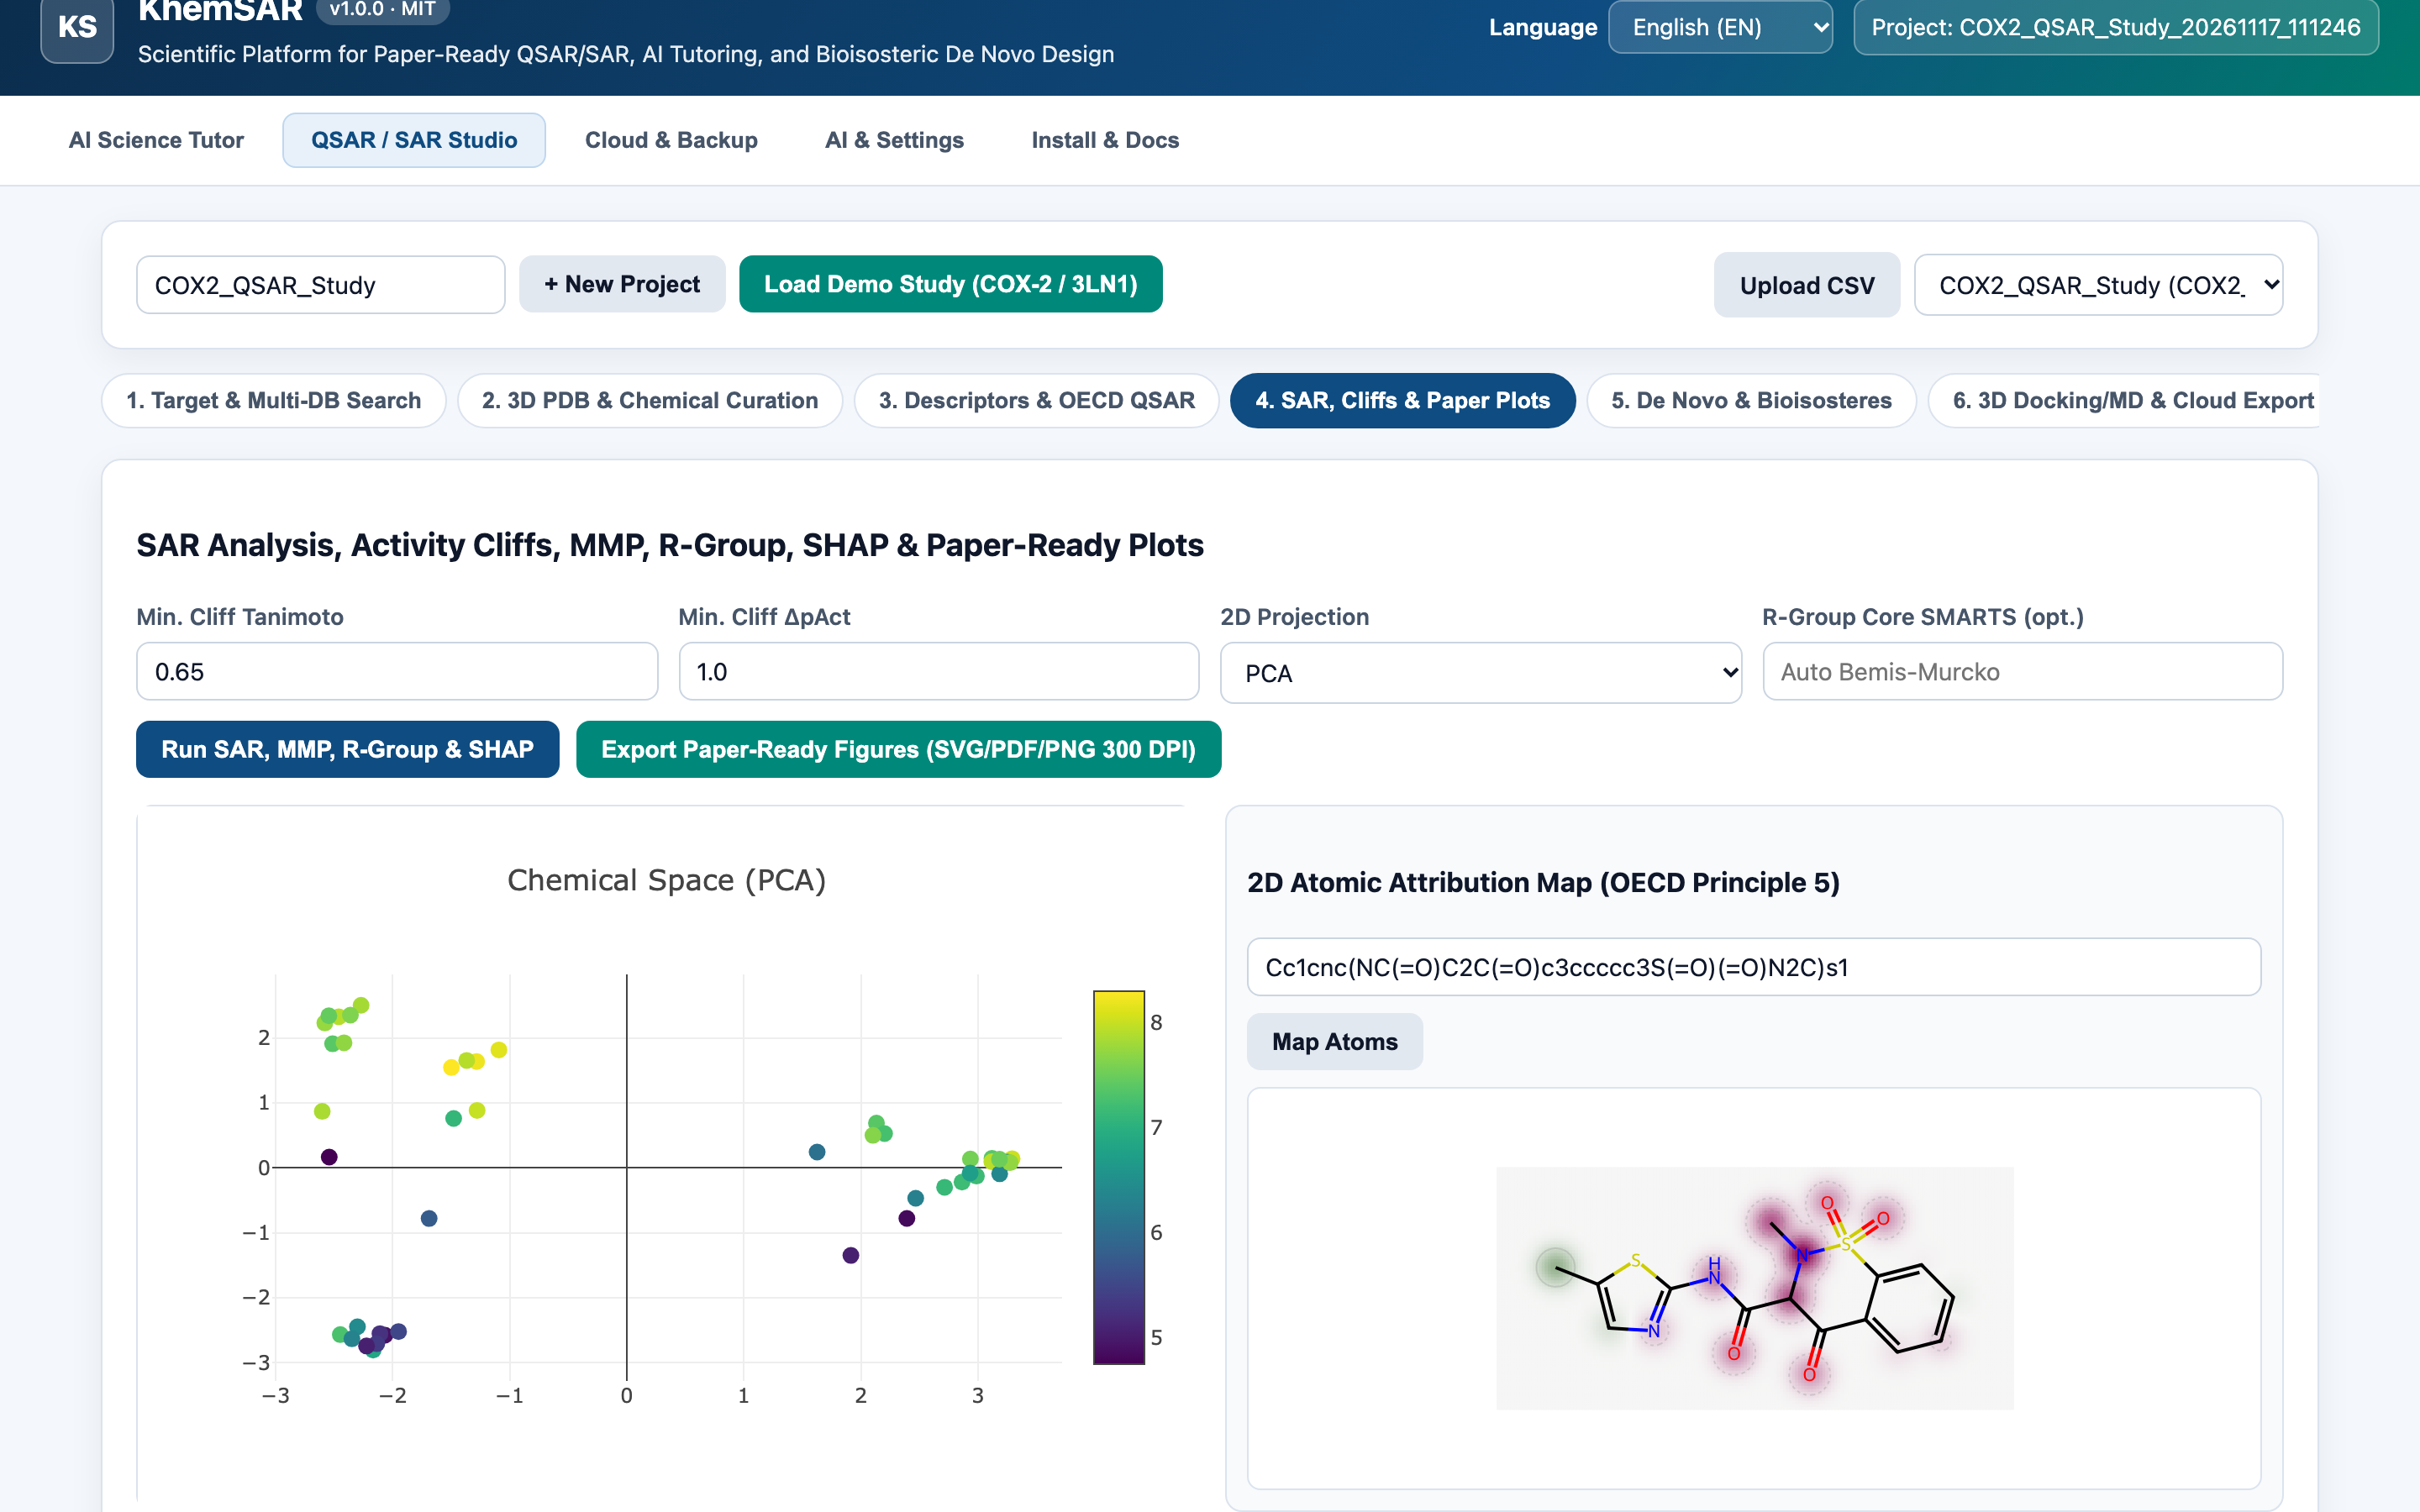 KS
KhemSAR v1.0.0 · MIT
Scientific Platform for Paper-Ready QSAR/SAR, AI Tutoring, and Bioisosteric De Novo Design
Language English (EN) Project: COX2_QSAR_Study_20261117_111246
AI Science Tutor QSAR / SAR Studio Cloud & Backup AI & Settings Install & Docs
COX2_QSAR_Study + New Project Load Demo Study (COX-2 / 3LN1) Upload CSV COX2_QSAR_Study (COX2_
1. Target & Multi-DB Search 2. 3D PDB & Chemical Curation 3. Descriptors & OECD QSAR 4. SAR, Cliffs & Paper Plots 5. De Novo & Bioisosteres 6. 3D Docking/MD & Cloud Export
SAR Analysis, Activity Cliffs, MMP, R-Group, SHAP & Paper-Ready Plots
Min. Cliff Tanimoto Min. Cliff ΔpAct 2D Projection R-Group Core SMARTS (opt.)
0.65 1.0 PCA Auto Bemis-Murcko
Run SAR, MMP, R-Group & SHAP Export Paper-Ready Figures (SVG/PDF/PNG 300 DPI)
Chemical Space (PCA)
2
1
0
−1
−2
−3
−3 −2 −1 0 1 2 3
8
7
6
5
2D Atomic Attribution Map (OECD Principle 5)
Cc1cnc(NC(=O)C2C(=O)c3ccccc3S(=O)(=O)N2C)s1
Map Atoms
O
O
S
N
S
H
N
N
O
O